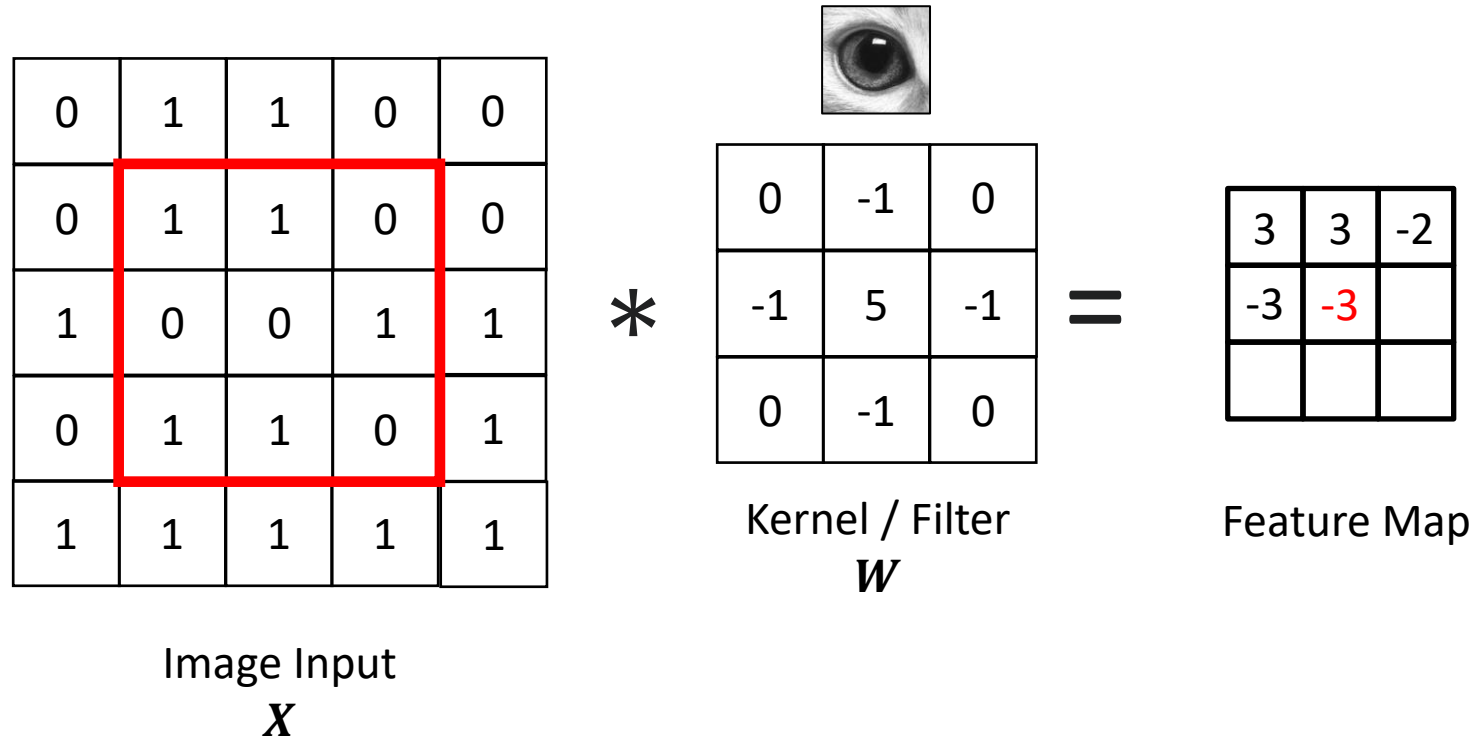 0 1 1 0 0
0 1 1 0 0
1 0 0 1 1
0 1 1 0 1
1 1 1 1 1
Image Input
X
*
0 -1 0
-1 5 -1
0 -1 0
Kernel / Filter
W
=
3 3 -2
-3 -3
Feature Map